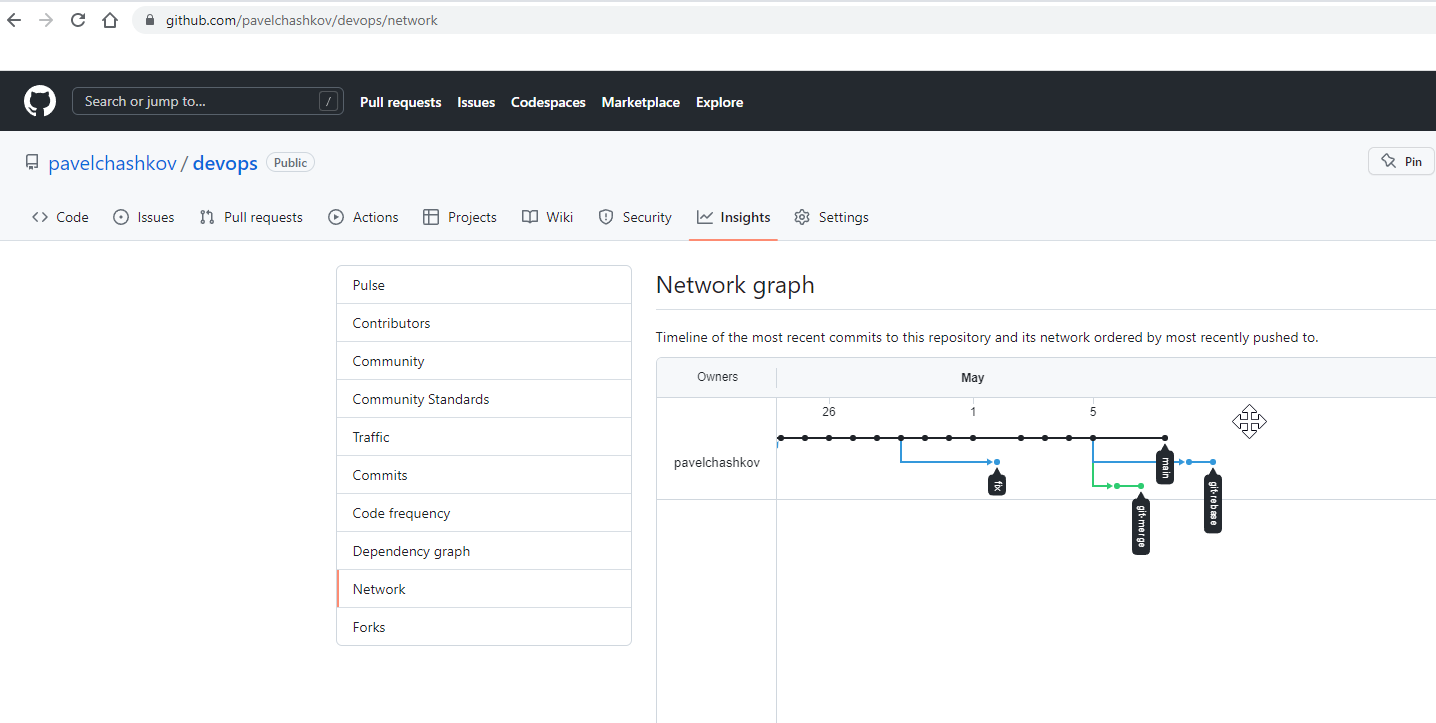 github.com/pavelchashkov/devops/network
Search or jump to... /
Pull requests Issues Codespaces Marketplace Explore
pavelchashkov / devops Public
Pin
Code Issues Pull requests Actions Projects Wiki Security Insights Settings
Pulse
Contributors
Community
Community Standards
Traffic
Commits
Code frequency
Dependency graph
Network
Forks
Network graph
Timeline of the most recent commits to this repository and its network ordered by most recently pushed to.
Owners May
26 1 5
pavelchashkov
main
fix
git-rebase
git-merge